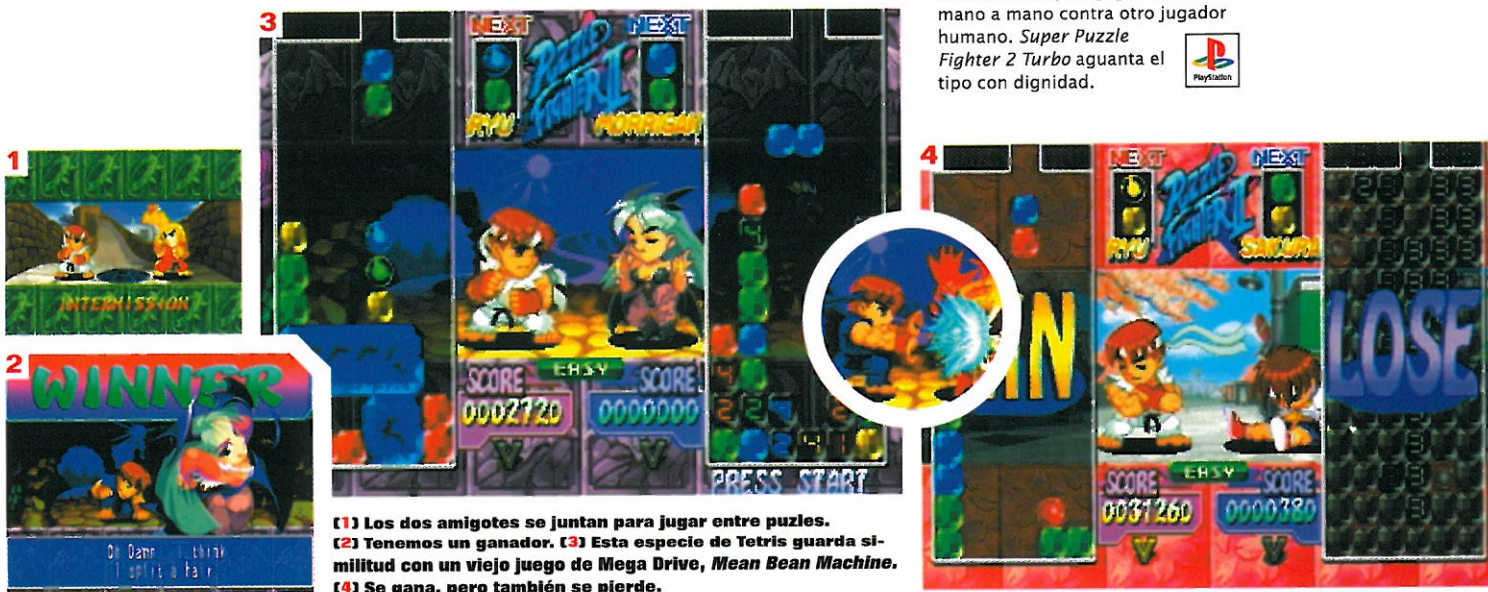 mano a mano contra otro jugador
humano. Super Puzzle
Fighter 2 Turbo aguanta el
tipo con dignidad.
PlayStation
1
INTERMISSION
2
WINNER
Oh Damn I think
I split a hair
3
NEXT NEXT
PUZZLE
FIGHTER II
RYU MORRIGAN
EASY
SCORE SCORE
0002720 0000000
PRESS START
4
NEXT NEXT
PUZZLE
FIGHTER II
RYU SAKURA
LOSE
EASY
SCORE SCORE
0031260 0000380
(1) Los dos amigotes se juntan para jugar entre puzles.
(2) Tenemos un ganador. (3) Esta especie de Tetris guarda si-
militud con un viejo juego de Mega Drive, Mean Bean Machine.
(4) Se gana, pero también se pierde.